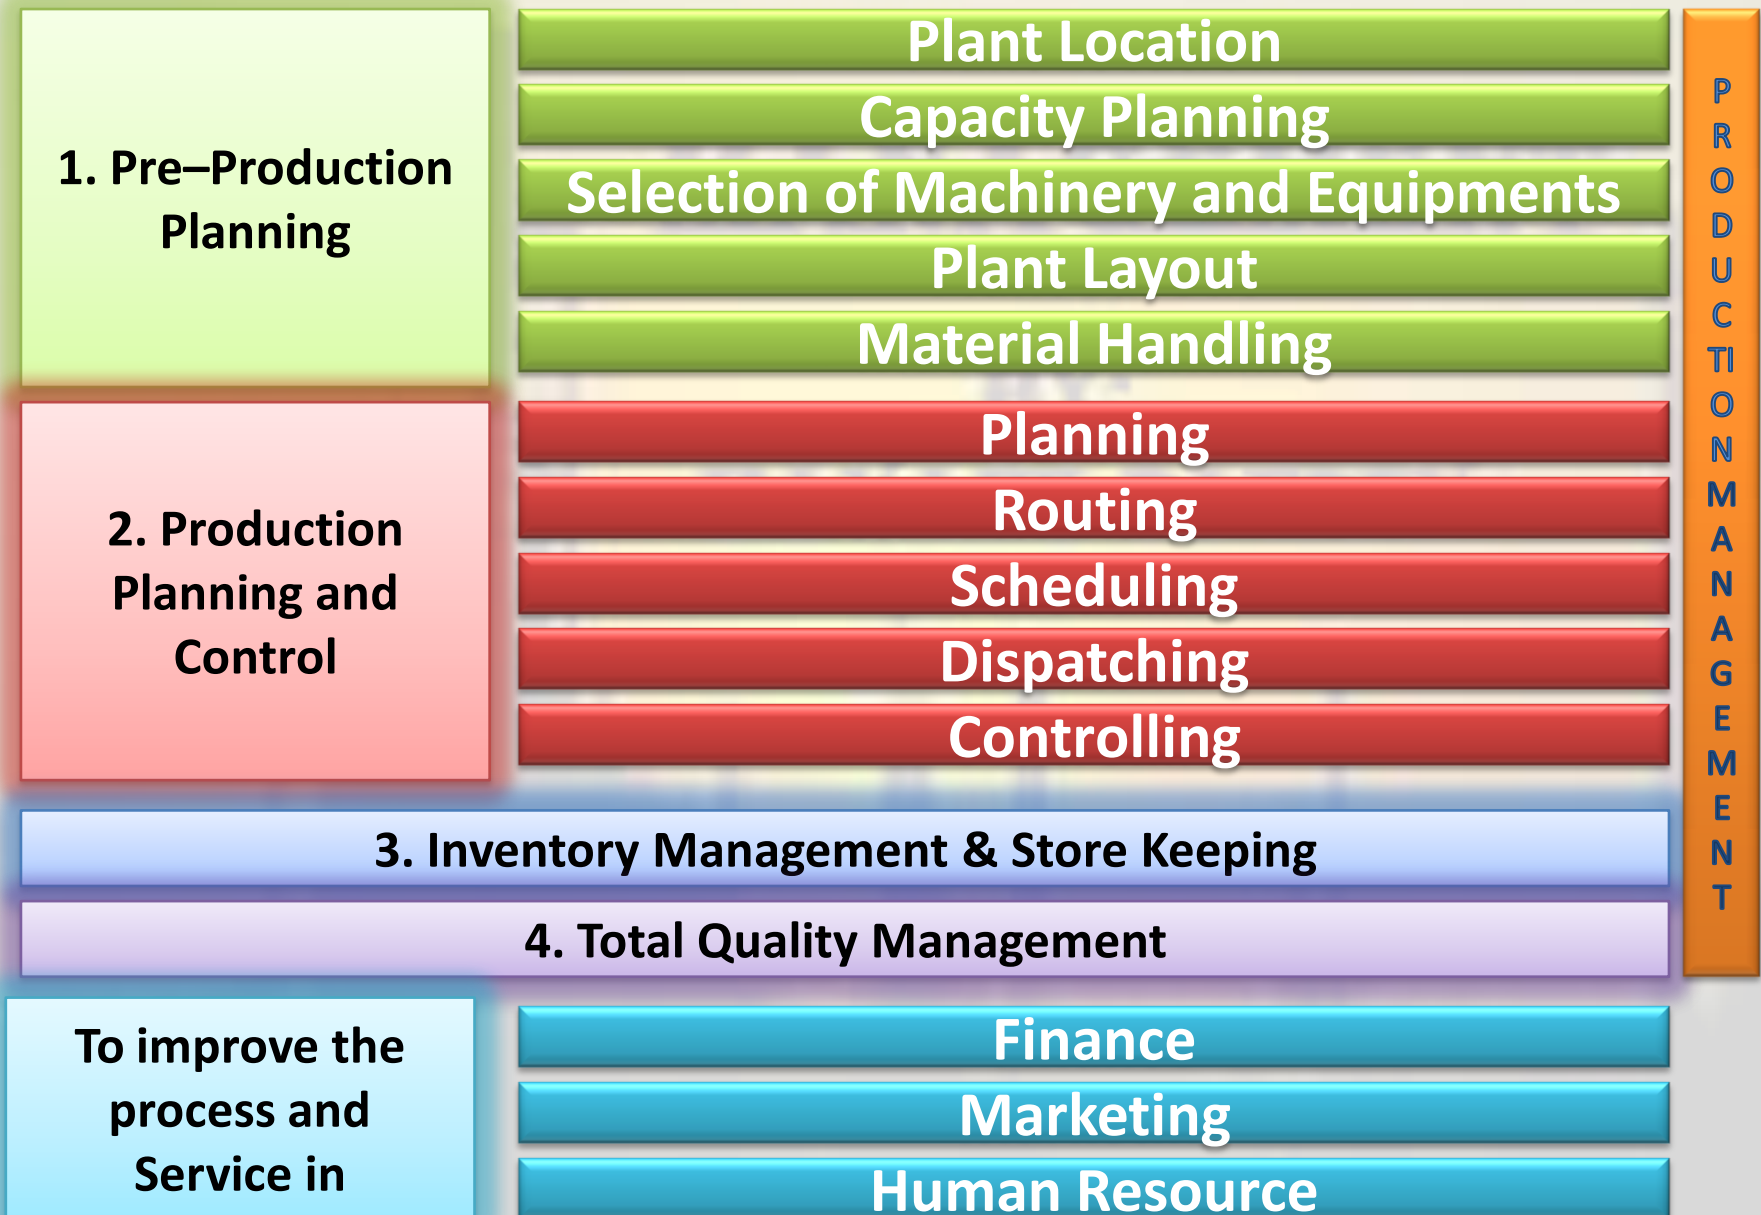 1. Pre–Production
Planning
Plant Location
Capacity Planning
Selection of Machinery and Equipments
Plant Layout
Material Handling
2. Production
Planning and
Control
Planning
Routing
Scheduling
Dispatching
Controlling
3. Inventory Management & Store Keeping
4. Total Quality Management
To improve the
process and
Service in
Finance
Marketing
Human Resource
P
R
O
D
U
C
TI
O
N
M
A
N
A
G
E
M
E
N
T